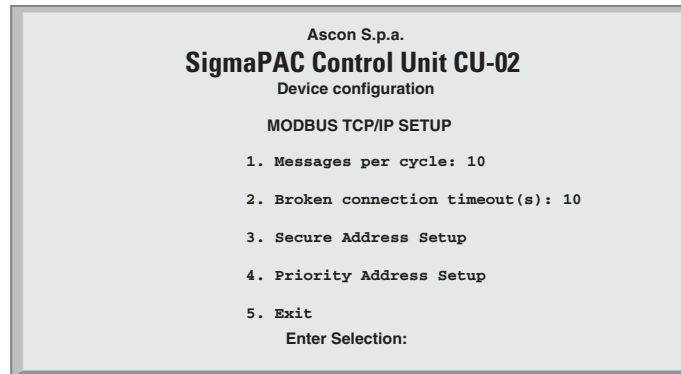 Ascon S.p.a.
SigmaPAC Control Unit CU-02
Device configuration
MODBUS TCP/IP SETUP
1. Messages per cycle: 10
2. Broken connection timeout(s): 10
3. Secure Address Setup
4. Priority Address Setup
5. Exit
Enter Selection: